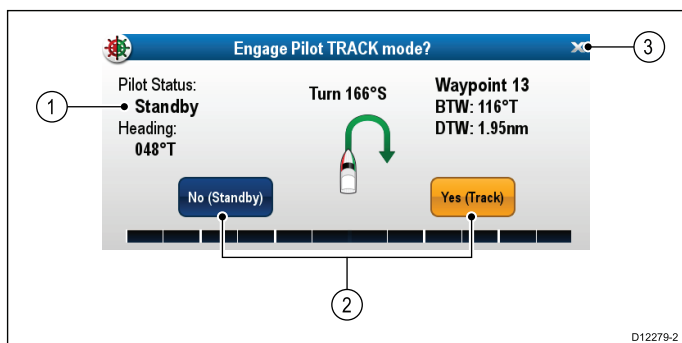 Engage Pilot TRACK mode?
X
3
Pilot Status:
Standby
Heading:
048°T
1
Turn 166°S
Waypoint 13
BTW: 116°T
DTW: 1.95nm
No (Standby)
Yes (Track)
2
D12279-2